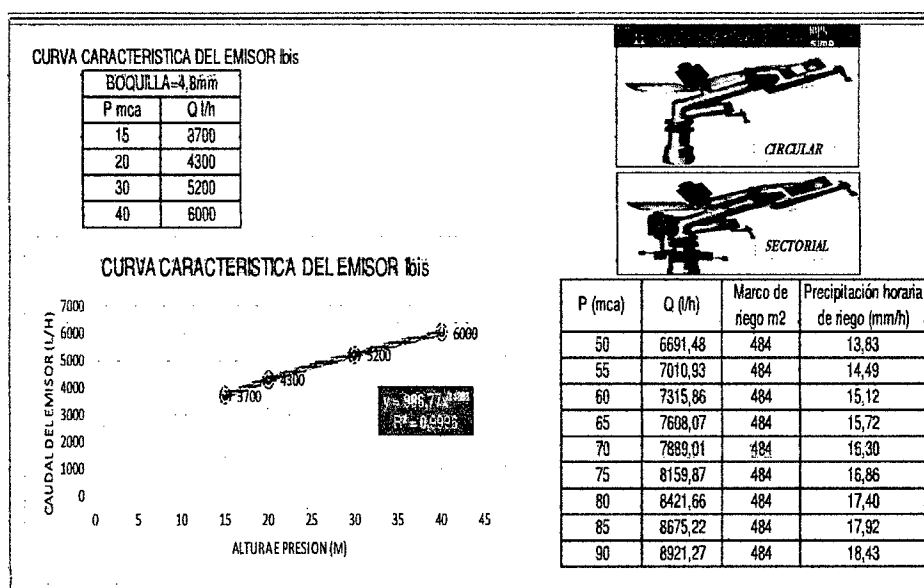 CURVA CARACTERISTICA DEL EMISOR Ibis
BOQUILLA=4,8mm
P mca Q l/h
15 3700
20 4300
30 5200
40 6000
CIRCULAR
SECTORIAL
CURVA CARACTERISTICA DEL EMISOR Ibis
CAUDAL DEL EMISOR (L/H)
7000
6000
5000
4000
3000
2000
1000
0
3700
4300
5200
6000
R² = 0,9995
0 5 10 15 20 25 30 35 40 45
ALTURA E PRESION (M)
P (mca) Q (l/h) Marco de riego m2 Precipitación horaria de riego (mm/h)
50 6691,48 484 13,83
55 7010,93 484 14,49
60 7315,86 484 15,12
65 7608,07 484 15,72
70 7889,01 484 16,30
75 8159,87 484 16,86
80 8421,66 484 17,40
85 8675,22 484 17,92
90 8921,27 484 18,43